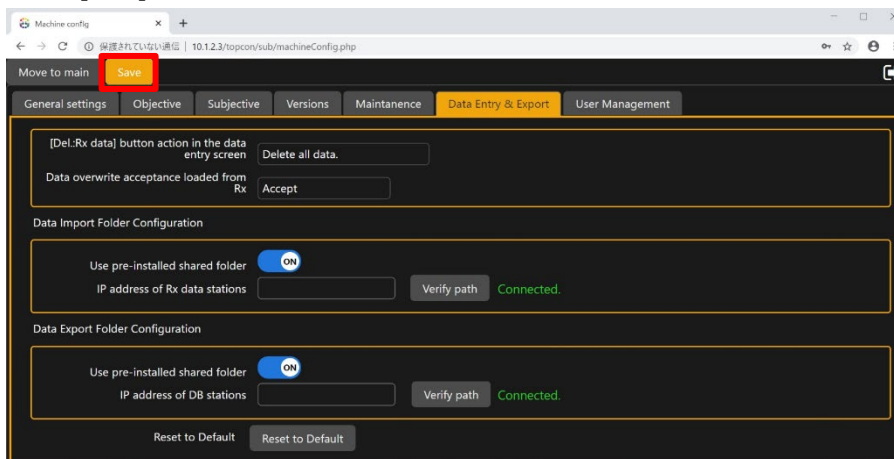 Machine config
保護されていない通信 | 10.1.2.3/topcon/sub/machineConfig.php
Move to main Save
General settings Objective Subjective Versions Maintanence Data Entry & Export User Management
[Del.:Rx data] button action in the data
entry screen Delete all data.
Data overwrite acceptance loaded from
Rx Accept
Data Import Folder Configuration
Use pre-installed shared folder ON
IP address of Rx data stations Verify path Connected.
Data Export Folder Configuration
Use pre-installed shared folder ON
IP address of DB stations Verify path Connected.
Reset to Default Reset to Default